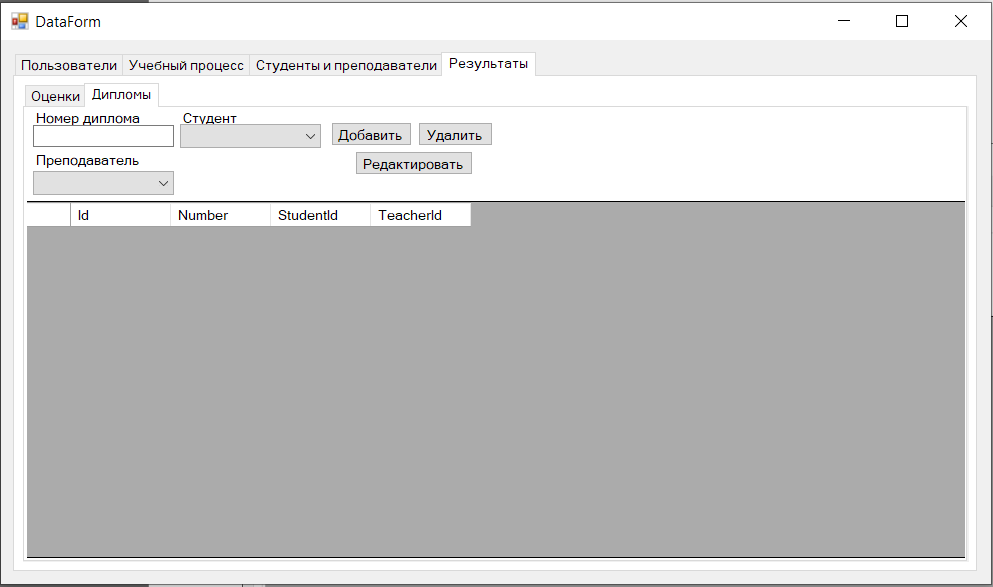 DataForm
Пользователи Учебный процесс Студенты и преподаватели Результаты
Оценки Дипломы
Номер диплома Студент
Добавить Удалить
Преподаватель Редактировать
Id Number StudentId TeacherId